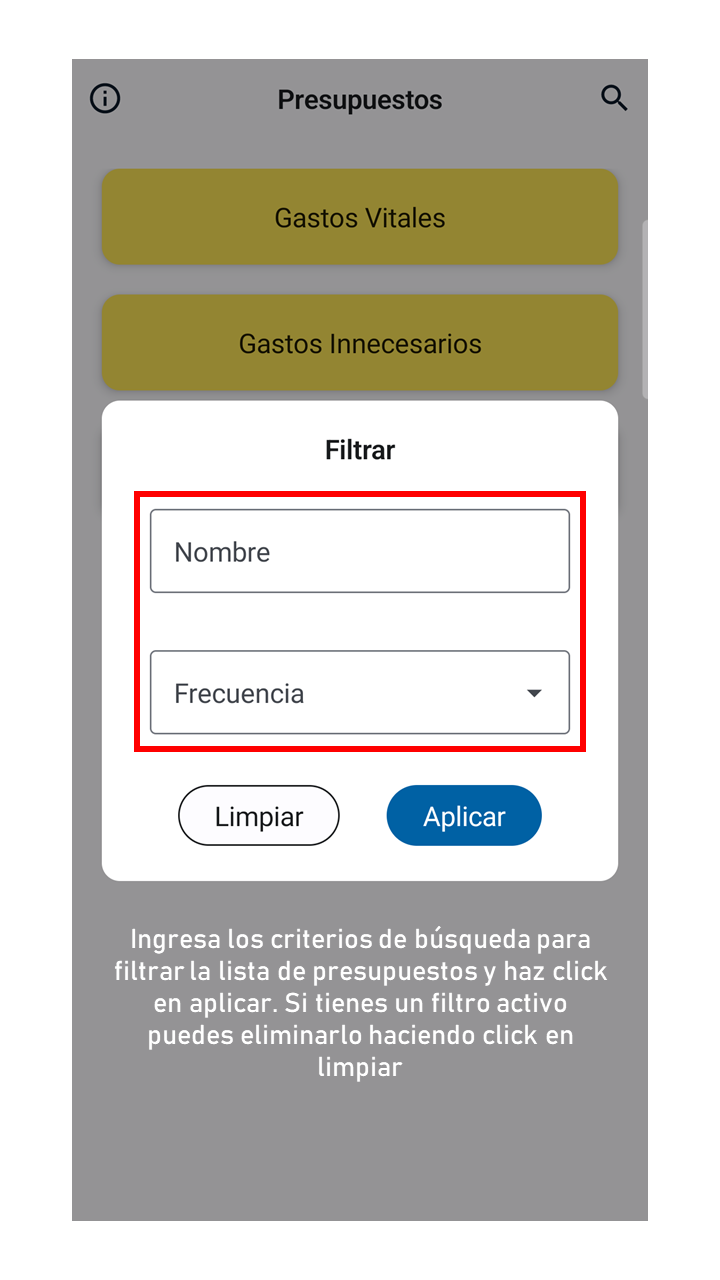 Presupuestos
Gastos Vitales
Gastos Innecesarios
Filtrar
Nombre
Frecuencia
Limpiar
Aplicar
Ingresa los criterios de búsqueda para
filtrar la lista de presupuestos y haz click
en aplicar. Si tienes un filtro activo
puedes eliminarlo haciendo click en
limpiar